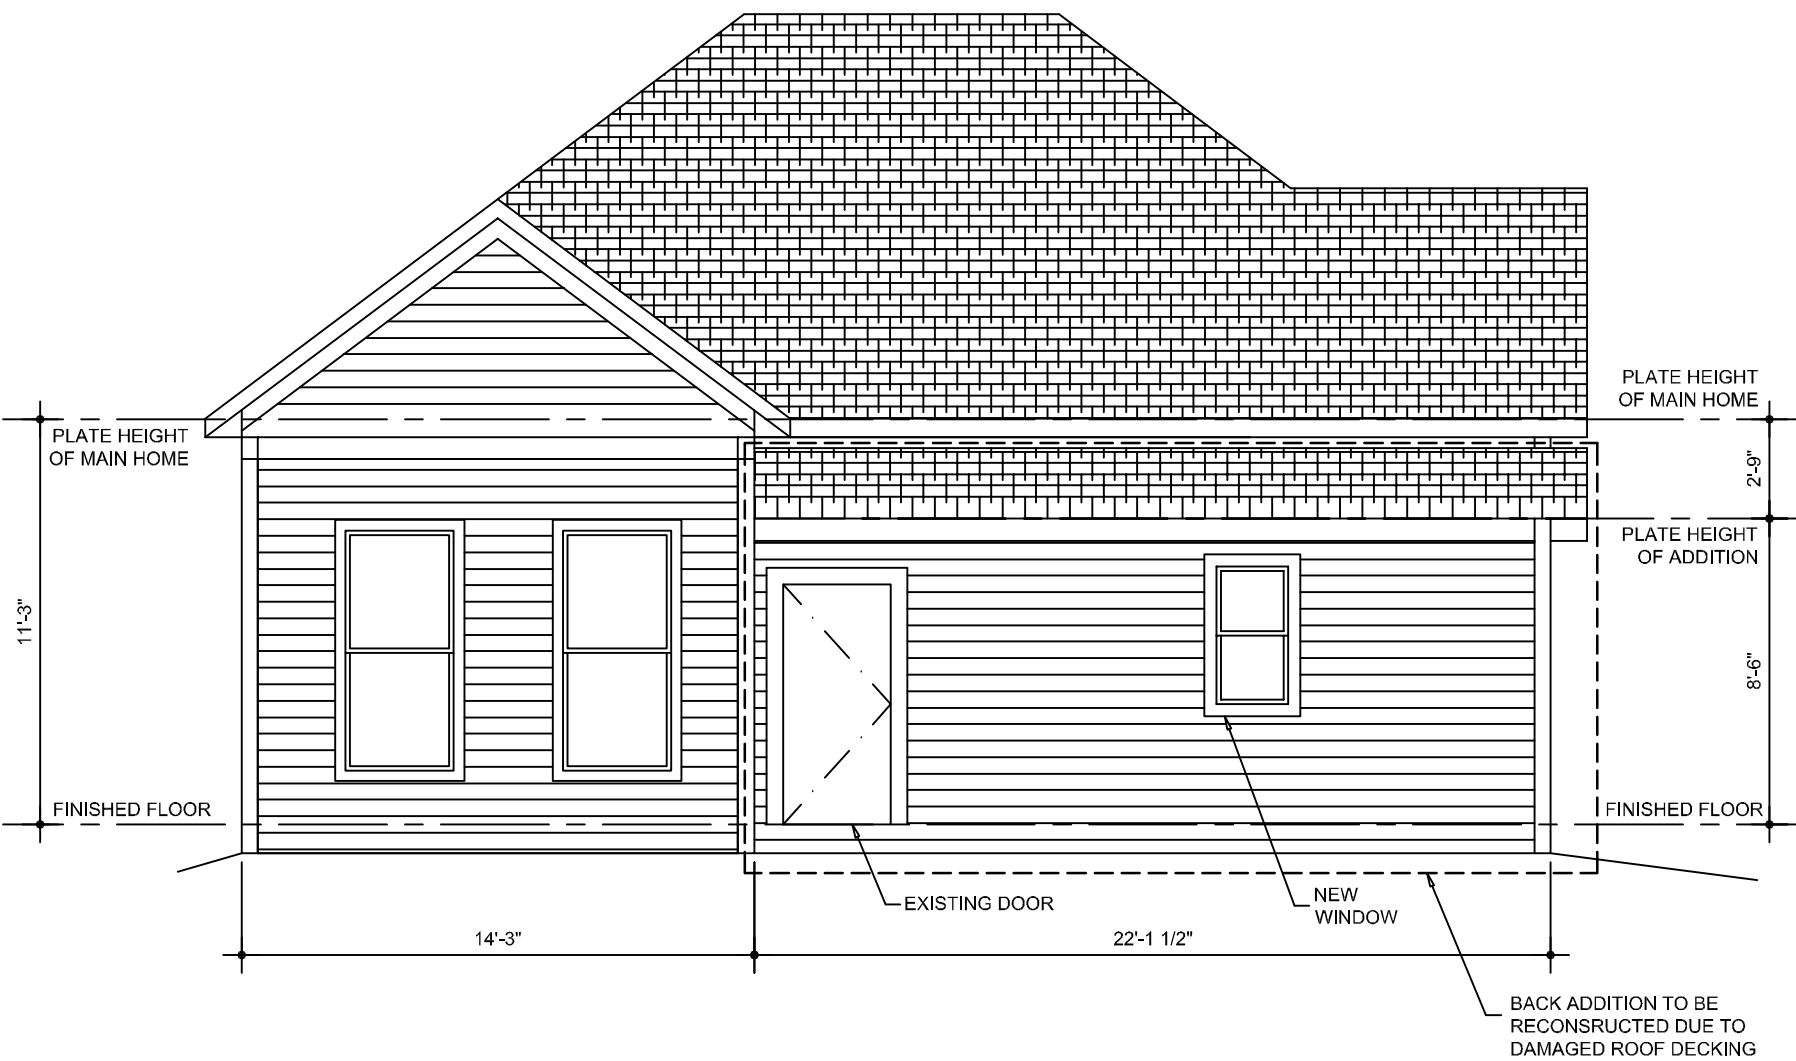 PLATE HEIGHT
OF MAIN HOME
PLATE HEIGHT
OF MAIN HOME
2'-9"
PLATE HEIGHT
OF ADDITION
11'-3"
8'-6"
FINISHED FLOOR
FINISHED FLOOR
EXISTING DOOR
NEW
WINDOW
14'-3"
22'-1 1/2"
BACK ADDITION TO BE
RECONSRUCTED DUE TO
DAMAGED ROOF DECKING